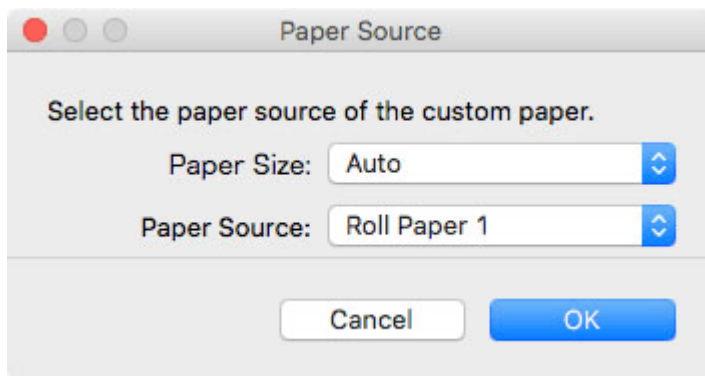 Paper Source
Select the paper source of the custom paper.
Paper Size: Auto
Paper Source: Roll Paper 1
Cancel OK